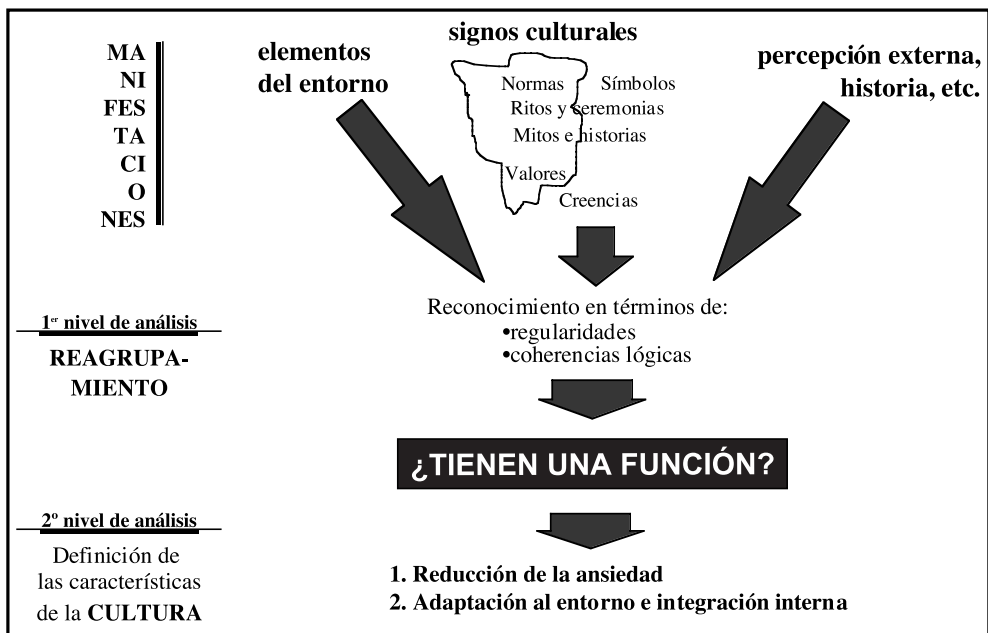 MA
NI
FES
TA
CI
O
NES
elementos
del entorno
signos culturales
Normas Símbolos
Ritos y ceremonias
Mitos e historias
Valores
Creencias
percepción externa,
historia, etc.
1er nivel de análisis
REAGRUPA-
MIENTO
Reconocimiento en términos de:
•regularidades
•coherencias lógicas
¿TIENEN UNA FUNCIÓN?
2º nivel de análisis
Definición de
las características
de la CULTURA
1. Reducción de la ansiedad
2. Adaptación al entorno e integración interna